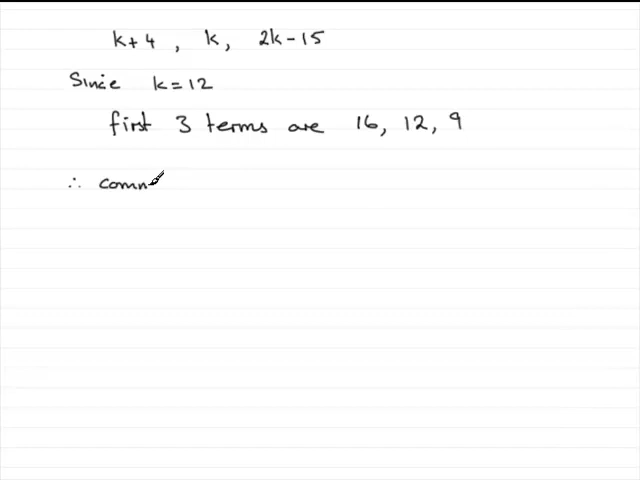 k+4, k, 2k-15
Since k=12
first 3 terms are 16, 12, 9
∴ comm